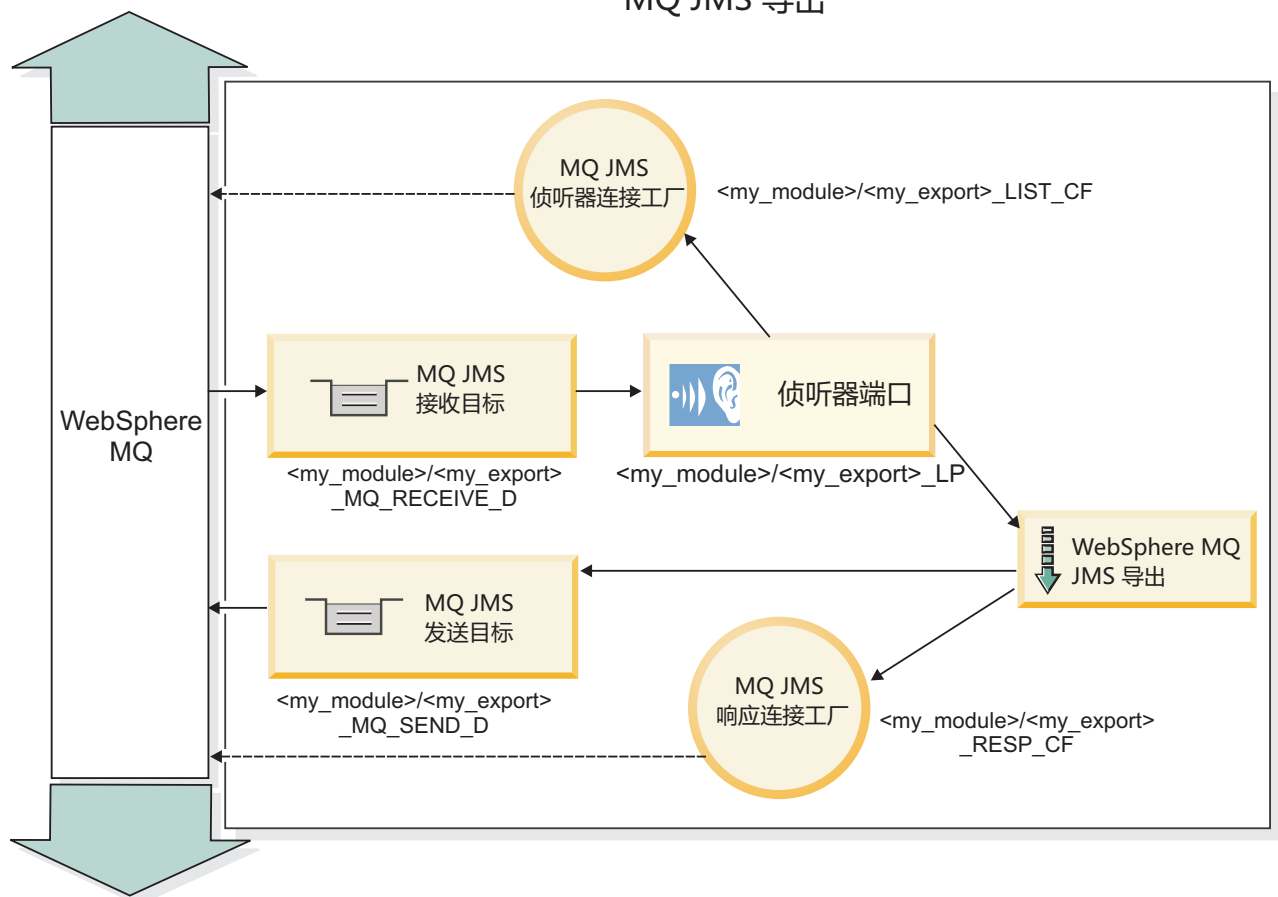 MQ JMS 导出
MQ JMS
侦听器连接工厂
<my_module>/<my_export>_LIST_CF
MQ JMS
接收目标
侦听器端口
WebSphere
MQ
<my_module>/<my_export>
_MQ_RECEIVE_D
<my_module>/<my_export>_LP
WebSphere MQ
JMS 导出
MQ JMS
发送目标
<my_module>/<my_export>
_MQ_SEND_D
MQ JMS
响应连接工厂
<my_module>/<my_export>
_RESP_CF